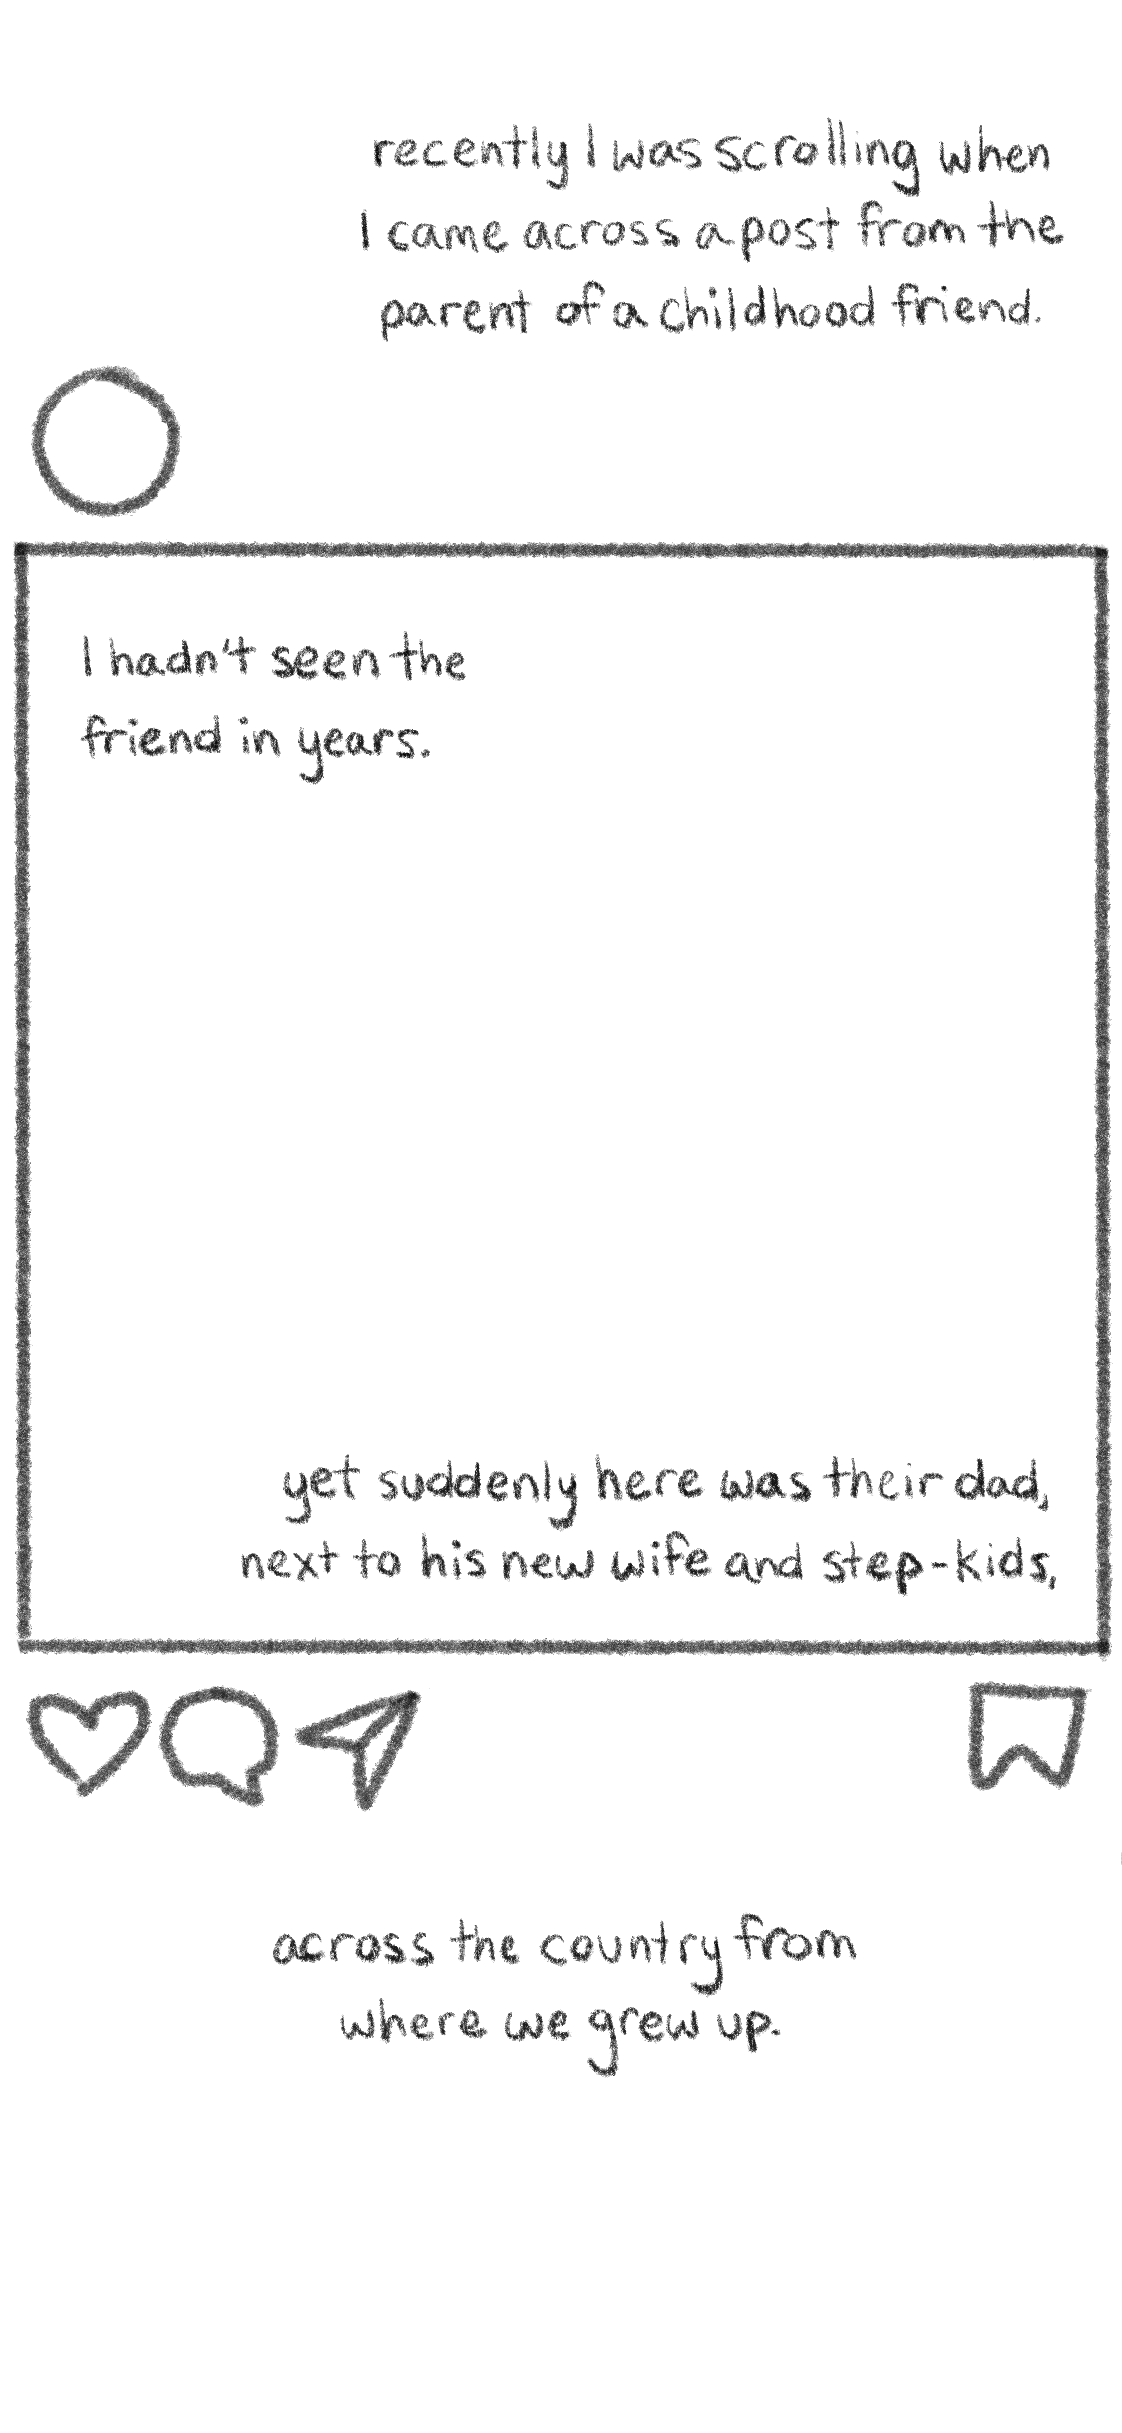 recently I was scrolling when
I came across a post from the
parent of a childhood friend.
I hadn't seen the
friend in years.
yet suddenly here was their dad,
next to his new wife and step-kids,
across the country from
where we grew up.